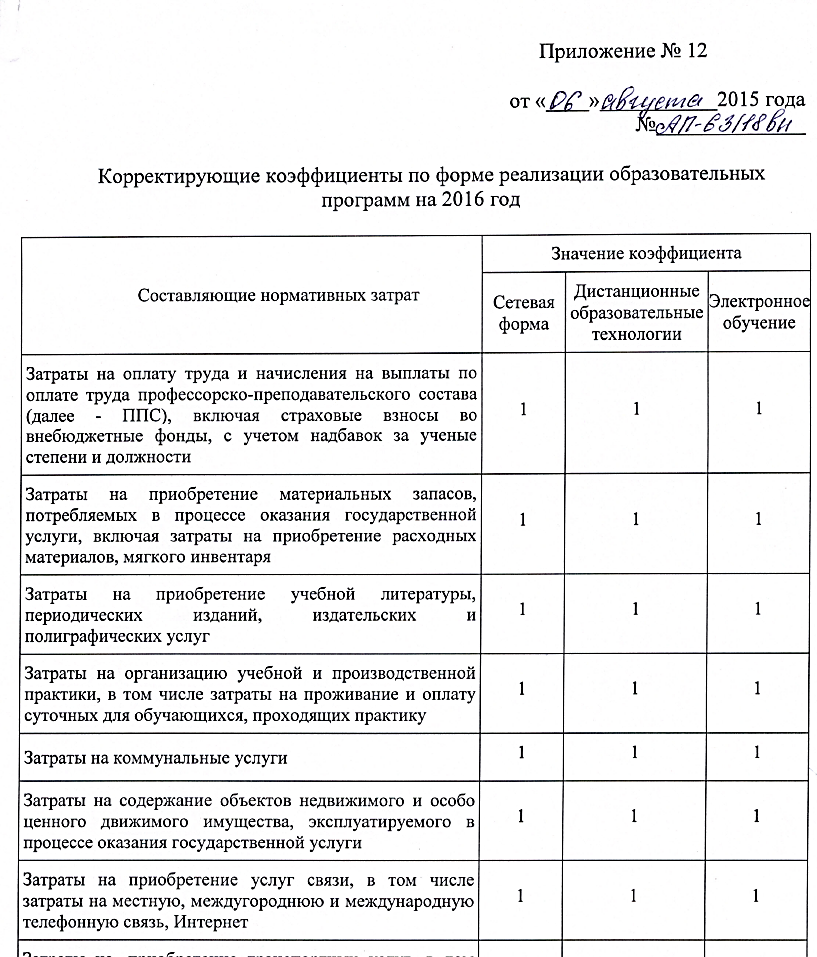 Приложение № 12
от «06» августа 2015 года
№ АП-63/18вн
Корректирующие коэффициенты по форме реализации образовательных
программ на 2016 год
Составляющие нормативных затрат
Значение коэффициента
Сетевая
форма
Дистанционные
образовательные
технологии
Электронное
обучение
Затраты на оплату труда и начисления на выплаты по
оплате труда профессорско-преподавательского состава
(далее - ППС), включая страховые взносы во
внебюджетные фонды, с учетом надбавок за ученые
степени и должности
1 1 1
Затраты на приобретение материальных запасов,
потребляемых в процессе оказания государственной
услуги, включая затраты на приобретение расходных
материалов, мягкого инвентаря
1 1 1
Затраты на приобретение учебной литературы,
периодических изданий, издательских и
полиграфических услуг
1 1 1
Затраты на организацию учебной и производственной
практики, в том числе затраты на проживание и оплату
суточных для обучающихся, проходящих практику
1 1 1
Затраты на коммунальные услуги
1 1 1
Затраты на содержание объектов недвижимого и особо
ценного движимого имущества, эксплуатируемого в
процессе оказания государственной услуги
1 1 1
Затраты на приобретение услуг связи, в том числе
затраты на местную, междугороднюю и международную
телефонную связь, Интернет
1 1 1